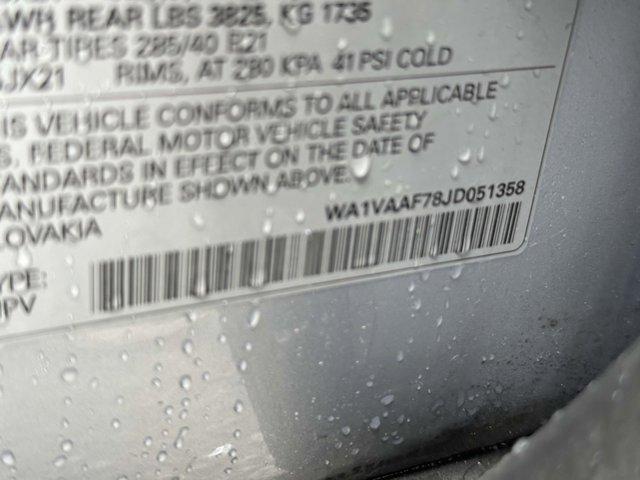 WR REAR LBS 3825, KG 1735
AR TIRES 285/40 R21
JX21 RIMS, AT 280 KPA 41 PSI COLD
IS VEHICLE CONFORMS TO ALL APPLICABLE
S. FEDERAL MOTOR VEHICLE SAFETY
ANDARDS IN EFFECT ON THE DATE OF
ANUFACTURE SHOWN ABOVE.
LOVAKIA WA1VAAF78JD051358
YPE:
MPV